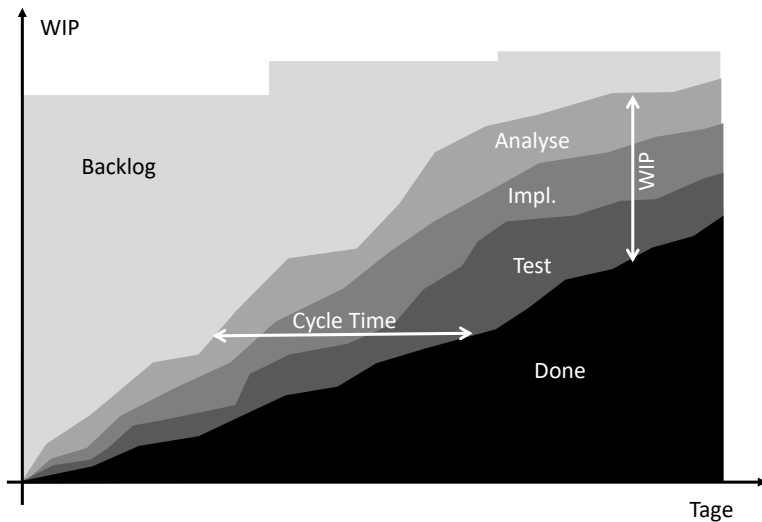 WIP
Backlog
Analyse
WIP
Impl.
Test
Cycle Time
Done
Tage